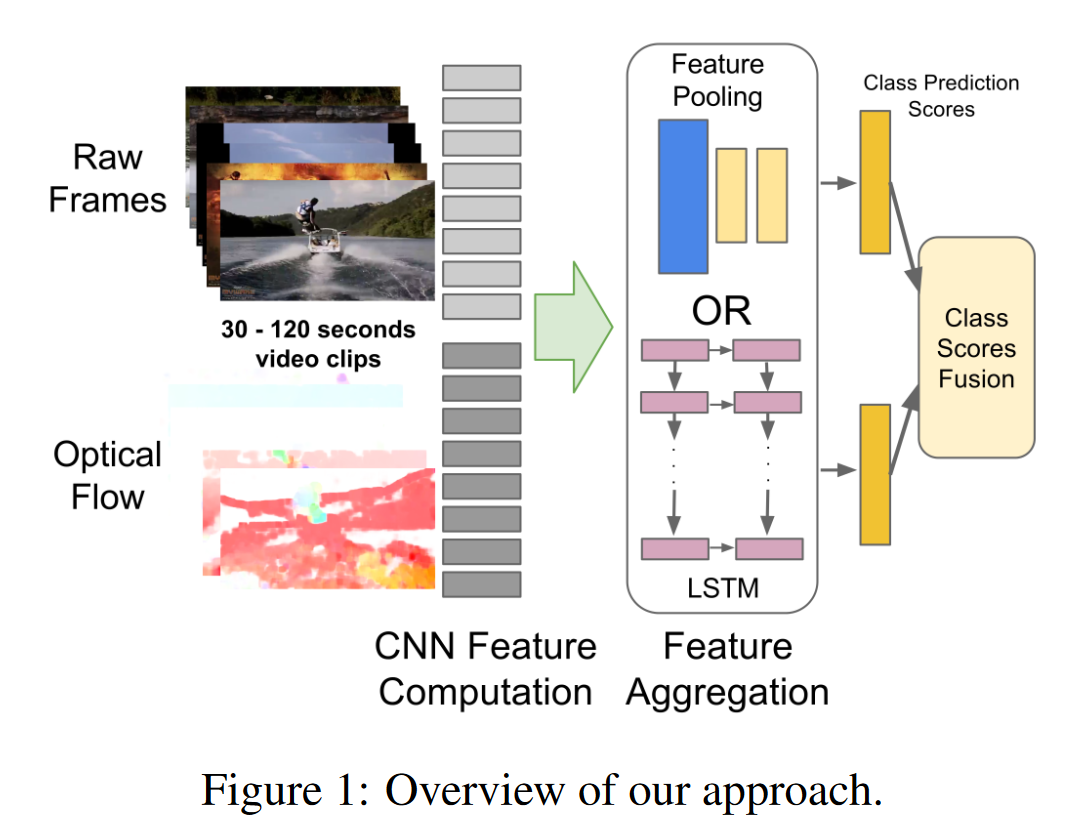 Raw
Frames
30 - 120 seconds
video clips
Optical
Flow
CNN Feature
Computation
Feature
Pooling
OR
LSTM
Feature
Aggregation
Class Prediction
Scores
Class
Scores
Fusion
Figure 1: Overview of our approach.